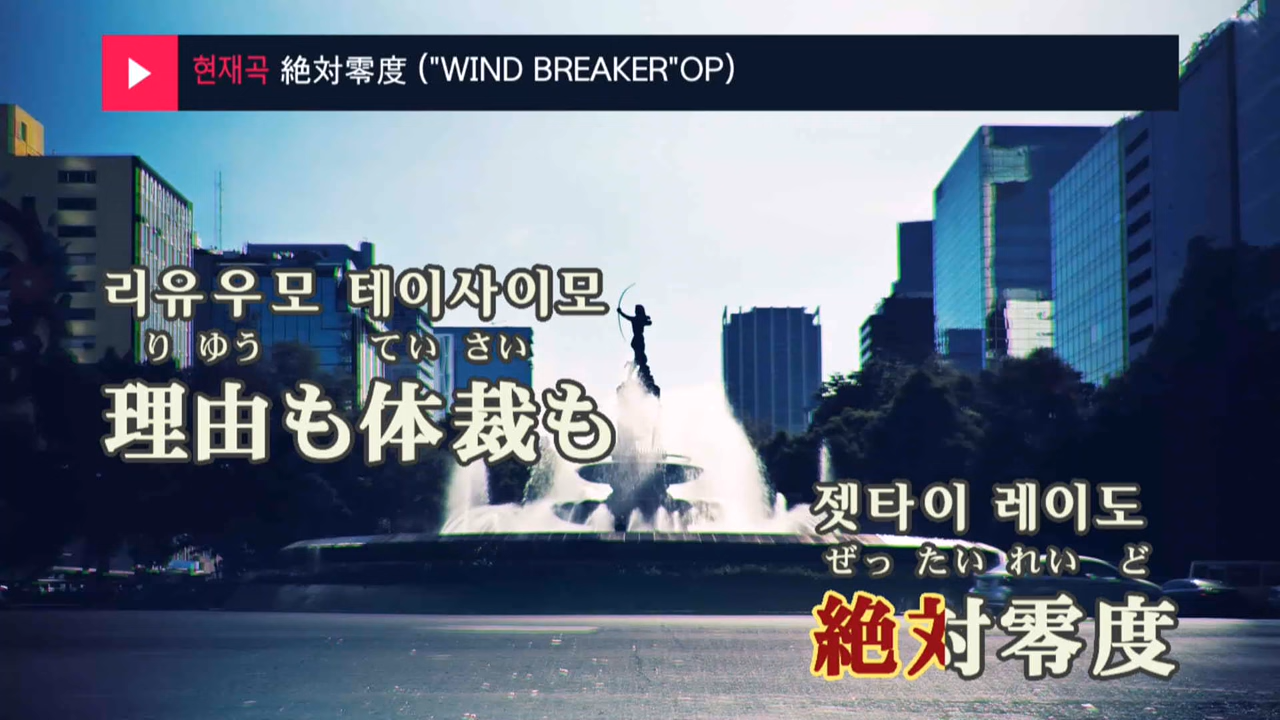 현재곡 絶対零度 ("WIND BREAKER"OP)
리유우모 테이사이모
りゆう ていさい
理由も体裁も
젯타이 레이도
ぜったいれいど
絶対零度